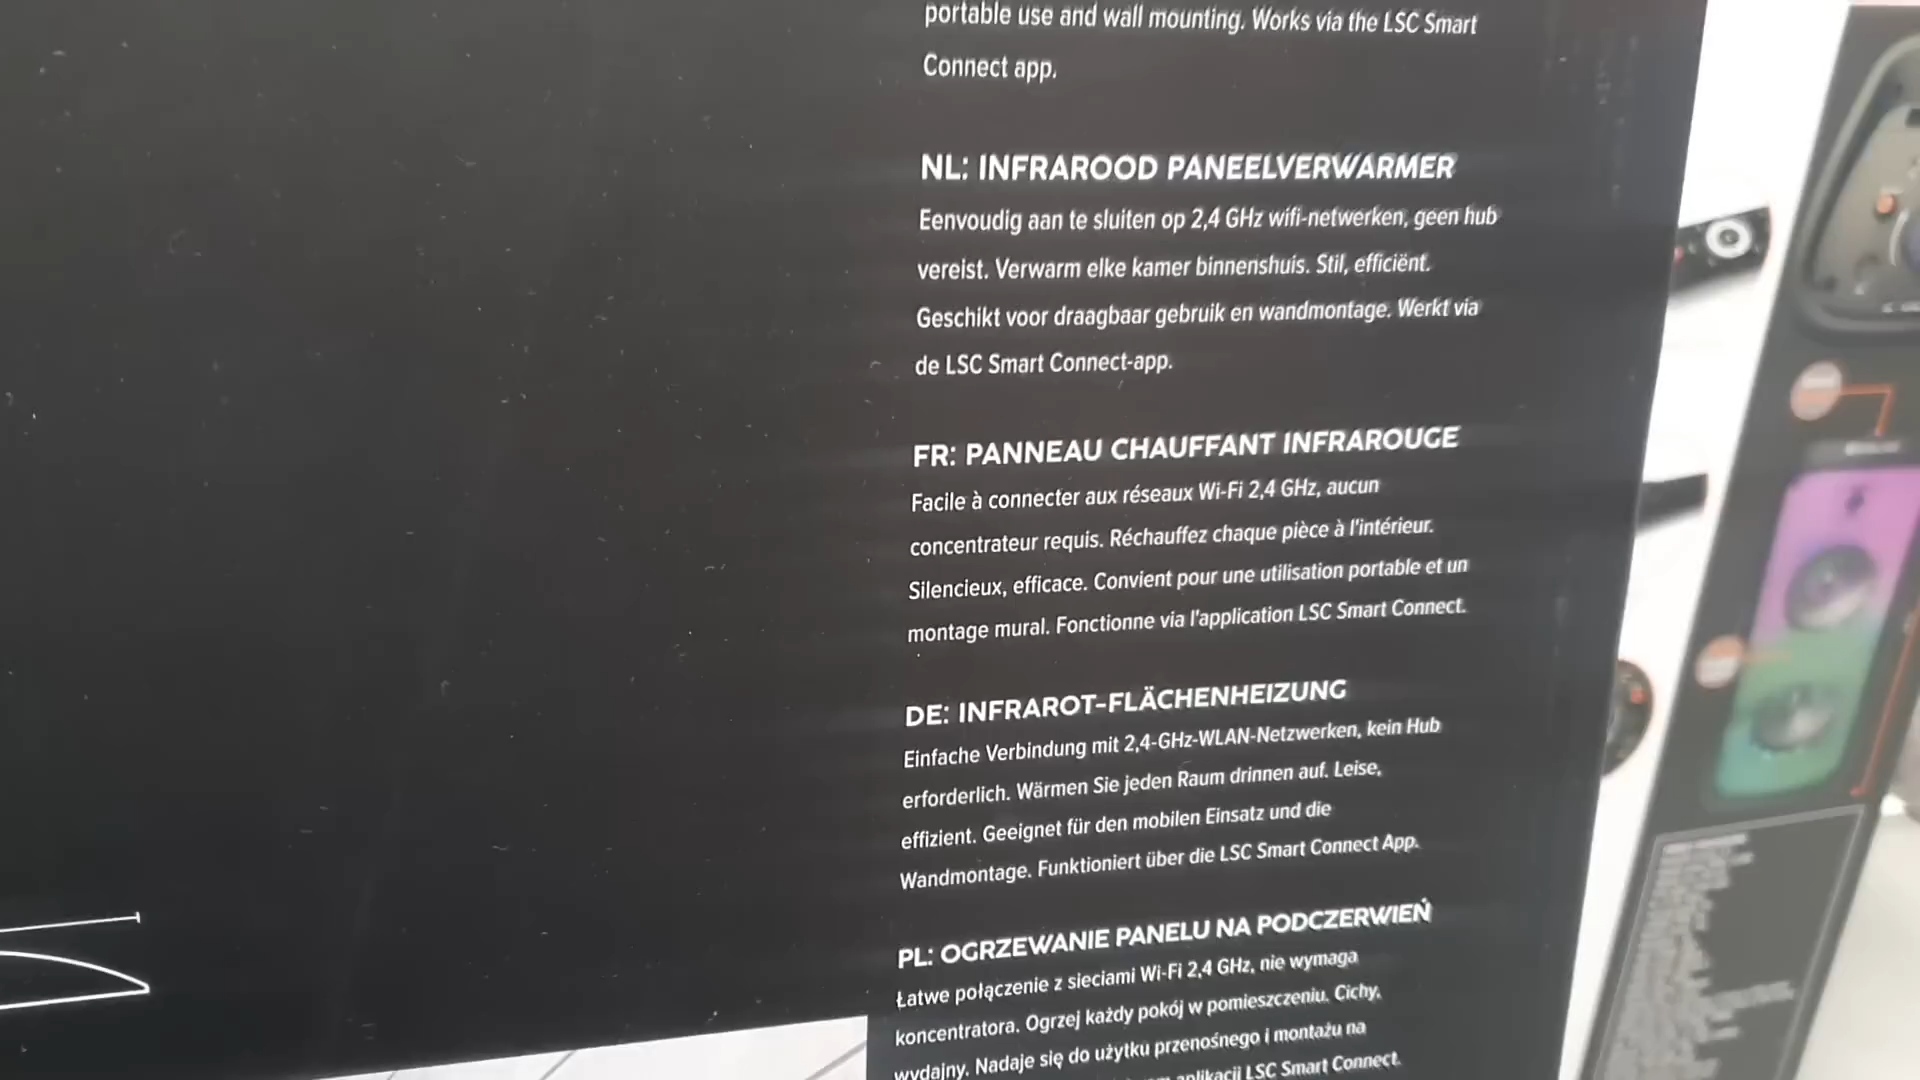 portable use and wall mounting. Works via the LSC Smart
Connect app.
NL: INFRAROOD PANEELVERWARMER
Eenvoudig aan te sluiten op 2,4 GHz wifi-netwerken, geen hub
vereist. Verwarm elke kamer binnenshuis. Stil, efficiënt.
Geschikt voor draagbaar gebruik en wandmontage. Werkt via
de LSC Smart Connect-app.
FR: PANNEAU CHAUFFANT INFRAROUGE
Facile à connecter aux réseaux Wi-Fi 2,4 GHz, aucun
concentrateur requis. Réchauffez chaque pièce à l'intérieur.
Silencieux, efficace. Convient pour une utilisation portable et un
montage mural. Fonctionne via l'application LSC Smart Connect.
DE: INFRAROT-FLÄCHENHEIZUNG
Einfache Verbindung mit 2,4-GHz-WLAN-Netzwerken, kein Hub
erforderlich. Wärmen Sie jeden Raum drinnen auf. Leise,
effizient. Geeignet für den mobilen Einsatz und die
Wandmontage. Funktioniert über die LSC Smart Connect App.
PL: OGRZEWANIE PANELU NA PODCZERWIEŃ
Łatwe połączenie z sieciami Wi-Fi 2,4 GHz, nie wymaga
koncentratora. Ogrzej każdy pokój w pomieszczeniu. Cichy,
wydajny. Nadaje się do użytku przenośnego i montażu na
aplikacji LSC Smart Connect.